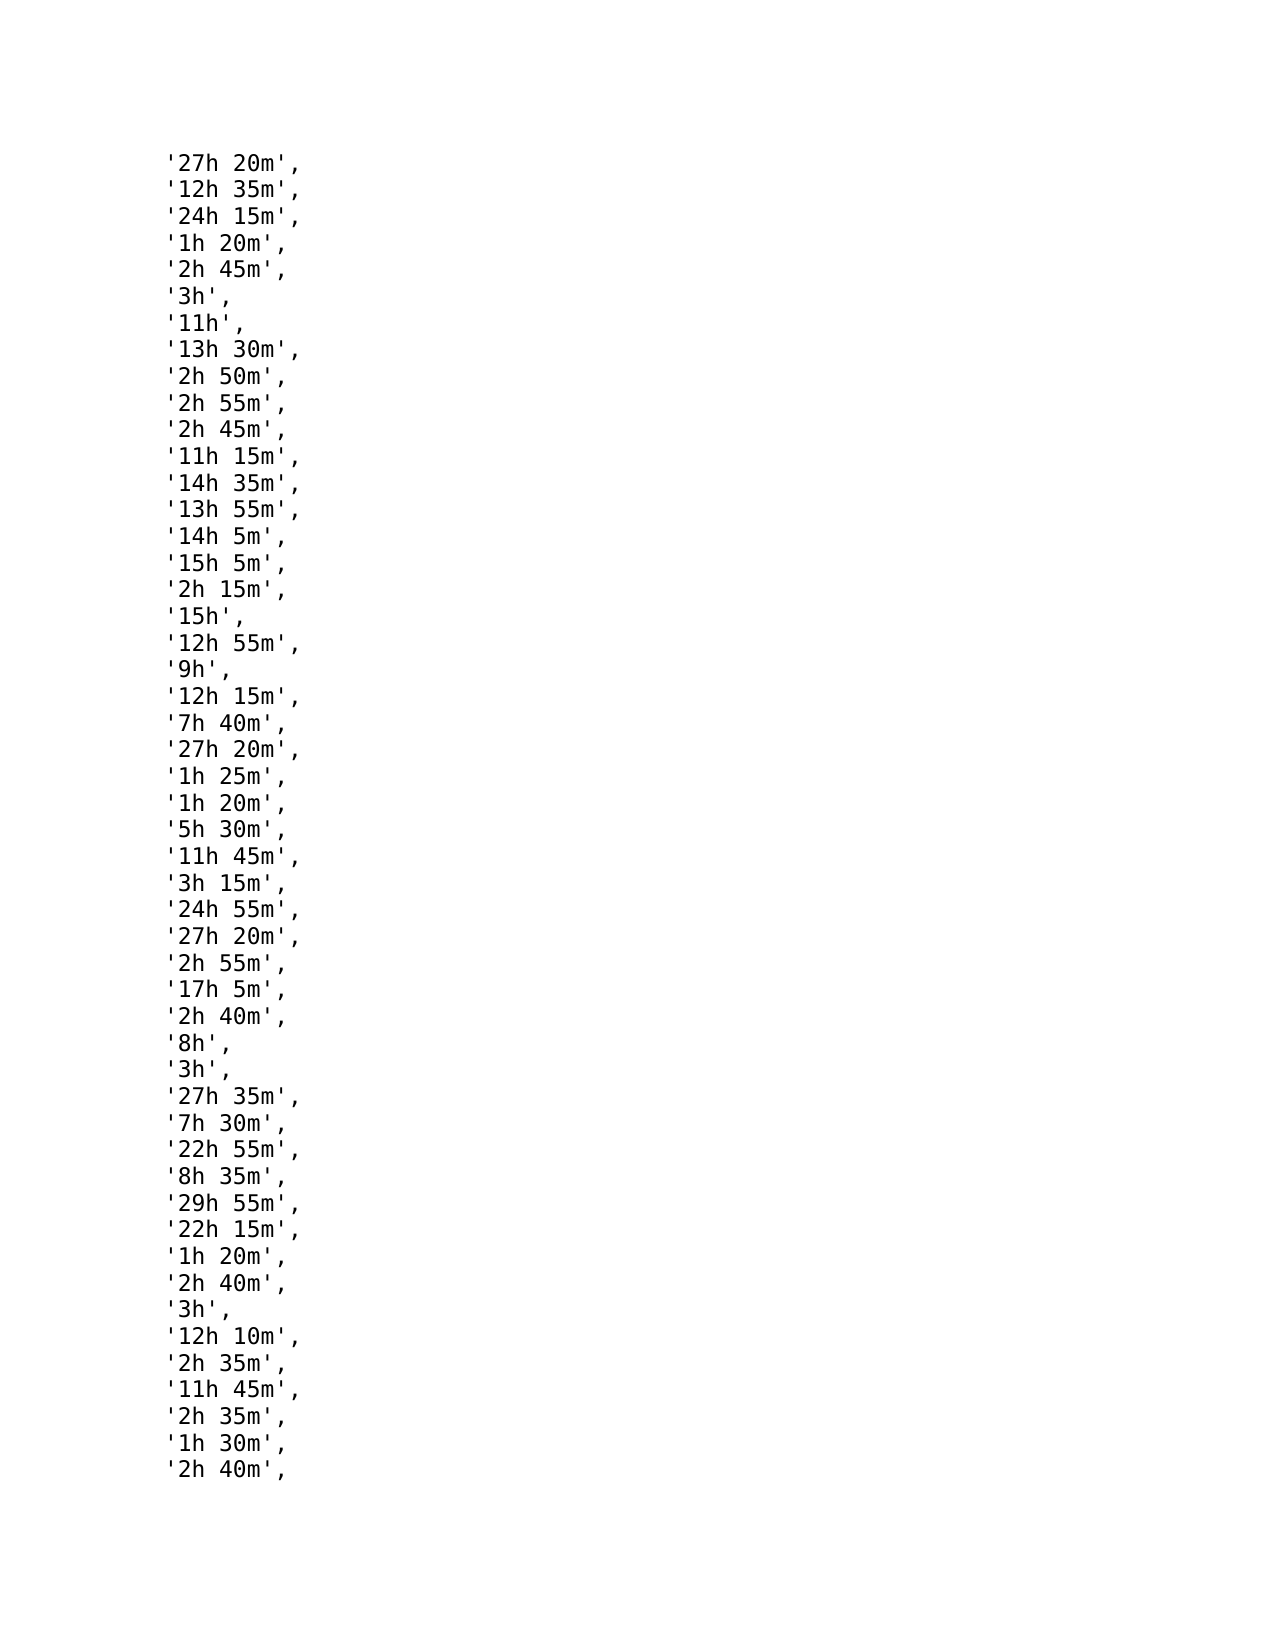 '27h 20m',
'12h 35m',
'24h 15m',
'1h 20m',
'2h 45m',
'3h',
'11h',
'13h 30m',
'2h 50m',
'2h 55m',
'2h 45m',
'11h 15m',
'14h 35m',
'13h 55m',
'14h 5m',
'15h 5m',
'2h 15m',
'15h',
'12h 55m',
'9h',
'12h 15m',
'7h 40m',
'27h 20m',
'1h 25m',
'1h 20m',
'5h 30m',
'11h 45m',
'3h 15m',
'24h 55m',
'27h 20m',
'2h 55m',
'17h 5m',
'2h 40m',
'8h',
'3h',
'27h 35m',
'7h 30m',
'22h 55m',
'8h 35m',
'29h 55m',
'22h 15m',
'1h 20m',
'2h 40m',
'3h',
'12h 10m',
'2h 35m',
'11h 45m',
'2h 35m',
'1h 30m',
'2h 40m',